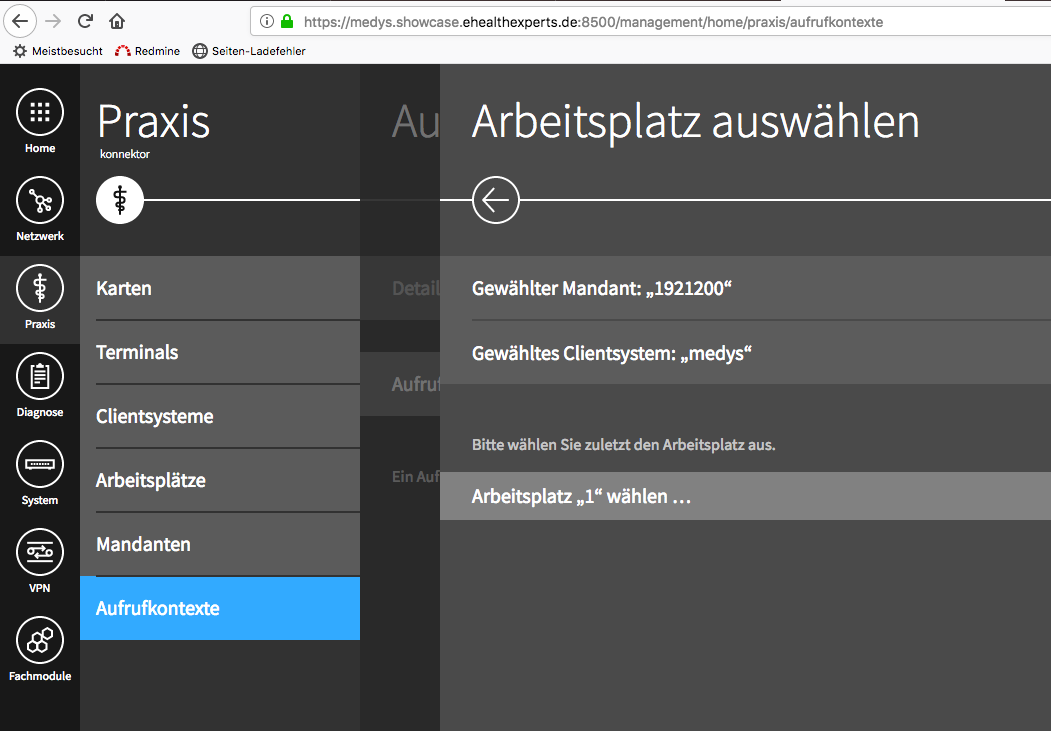 https://medys.showcase.ehealthexperts.de:8500/management/home/praxis/aufrufkontexte
Meistbesucht Redmine Seiten-Ladefehler
Home
Netzwerk
Praxis
Diagnose
System
VPN
Fachmodule
Praxis
konnektor
Karten
Terminals
Clientsysteme
Arbeitsplätze
Mandanten
Aufrufkontexte
Au
Detail
Aufruf
Ein Auf
Arbeitsplatz auswählen
Gewählter Mandant: „1921200“
Gewähltes Clientsystem: „medys“
Bitte wählen Sie zuletzt den Arbeitsplatz aus.
Arbeitsplatz „1“ wählen …